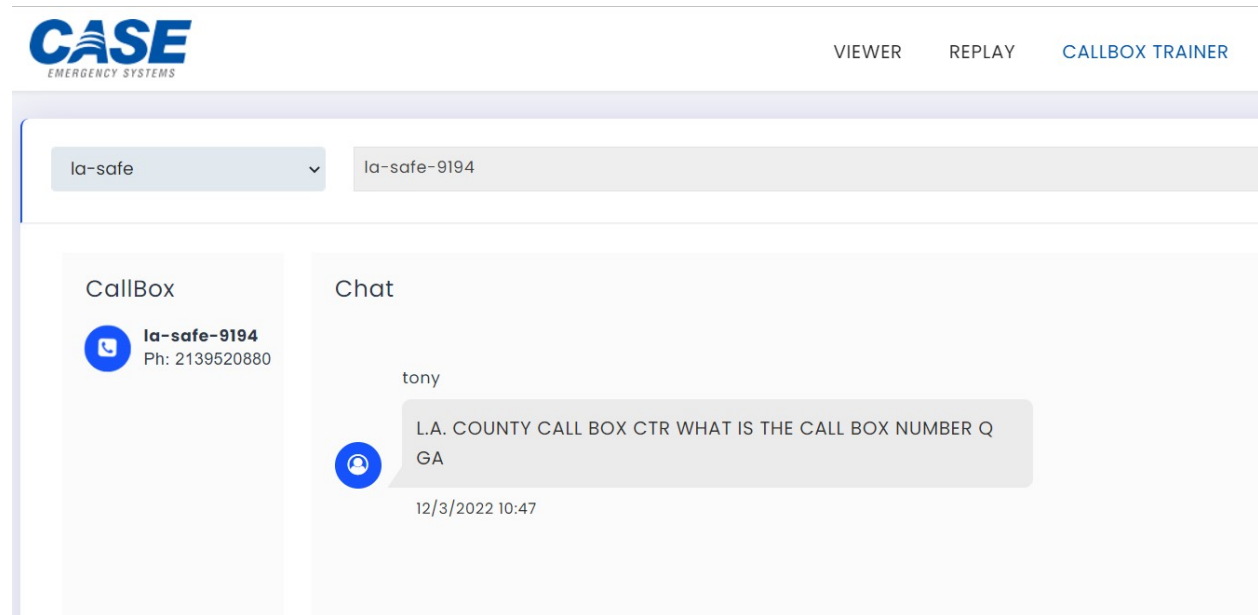 CASE
EMERGENCY SYSTEMS
VIEWER REPLAY CALLBOX TRAINER
la-safe la-safe-9194
CallBox
la-safe-9194
Ph: 2139520880
Chat
tony
L.A. COUNTY CALL BOX CTR WHAT IS THE CALL BOX NUMBER Q
GA
12/3/2022 10:47